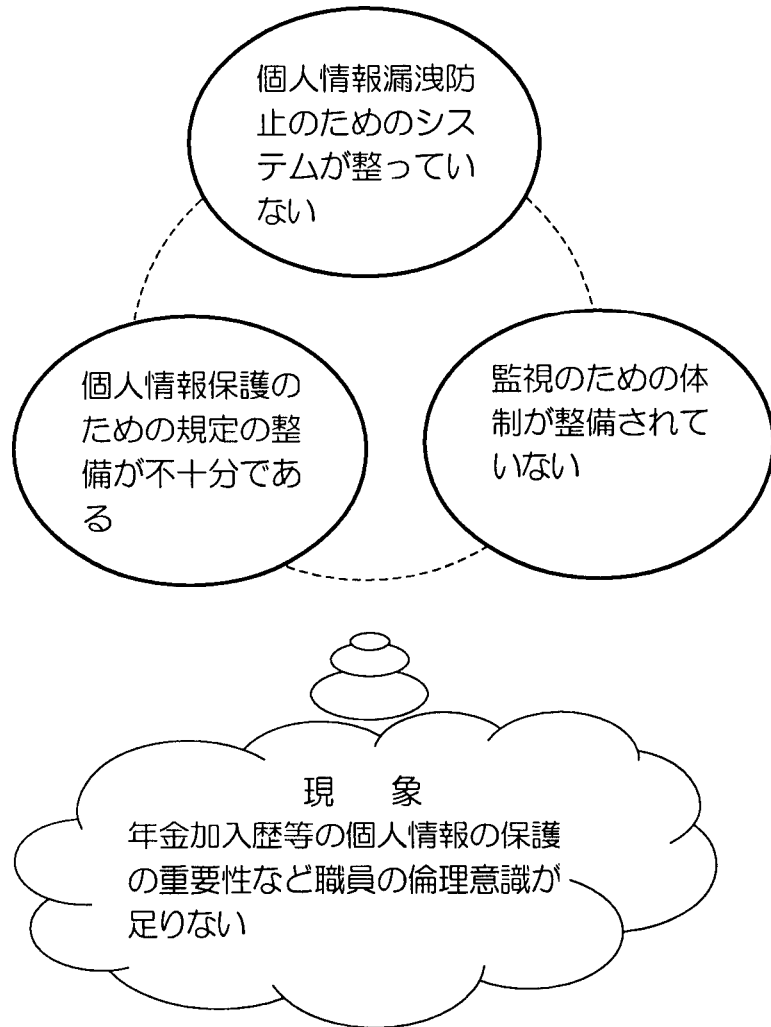 個人情報漏洩防
止のためのシス
テムが整ってい
ない
個人情報保護の
ための規定の整
備が不十分であ
る
監視のための体
制が整備されて
いない
現　象
年金加入歴等の個人情報の保護
の重要性など職員の倫理意識が
足りない